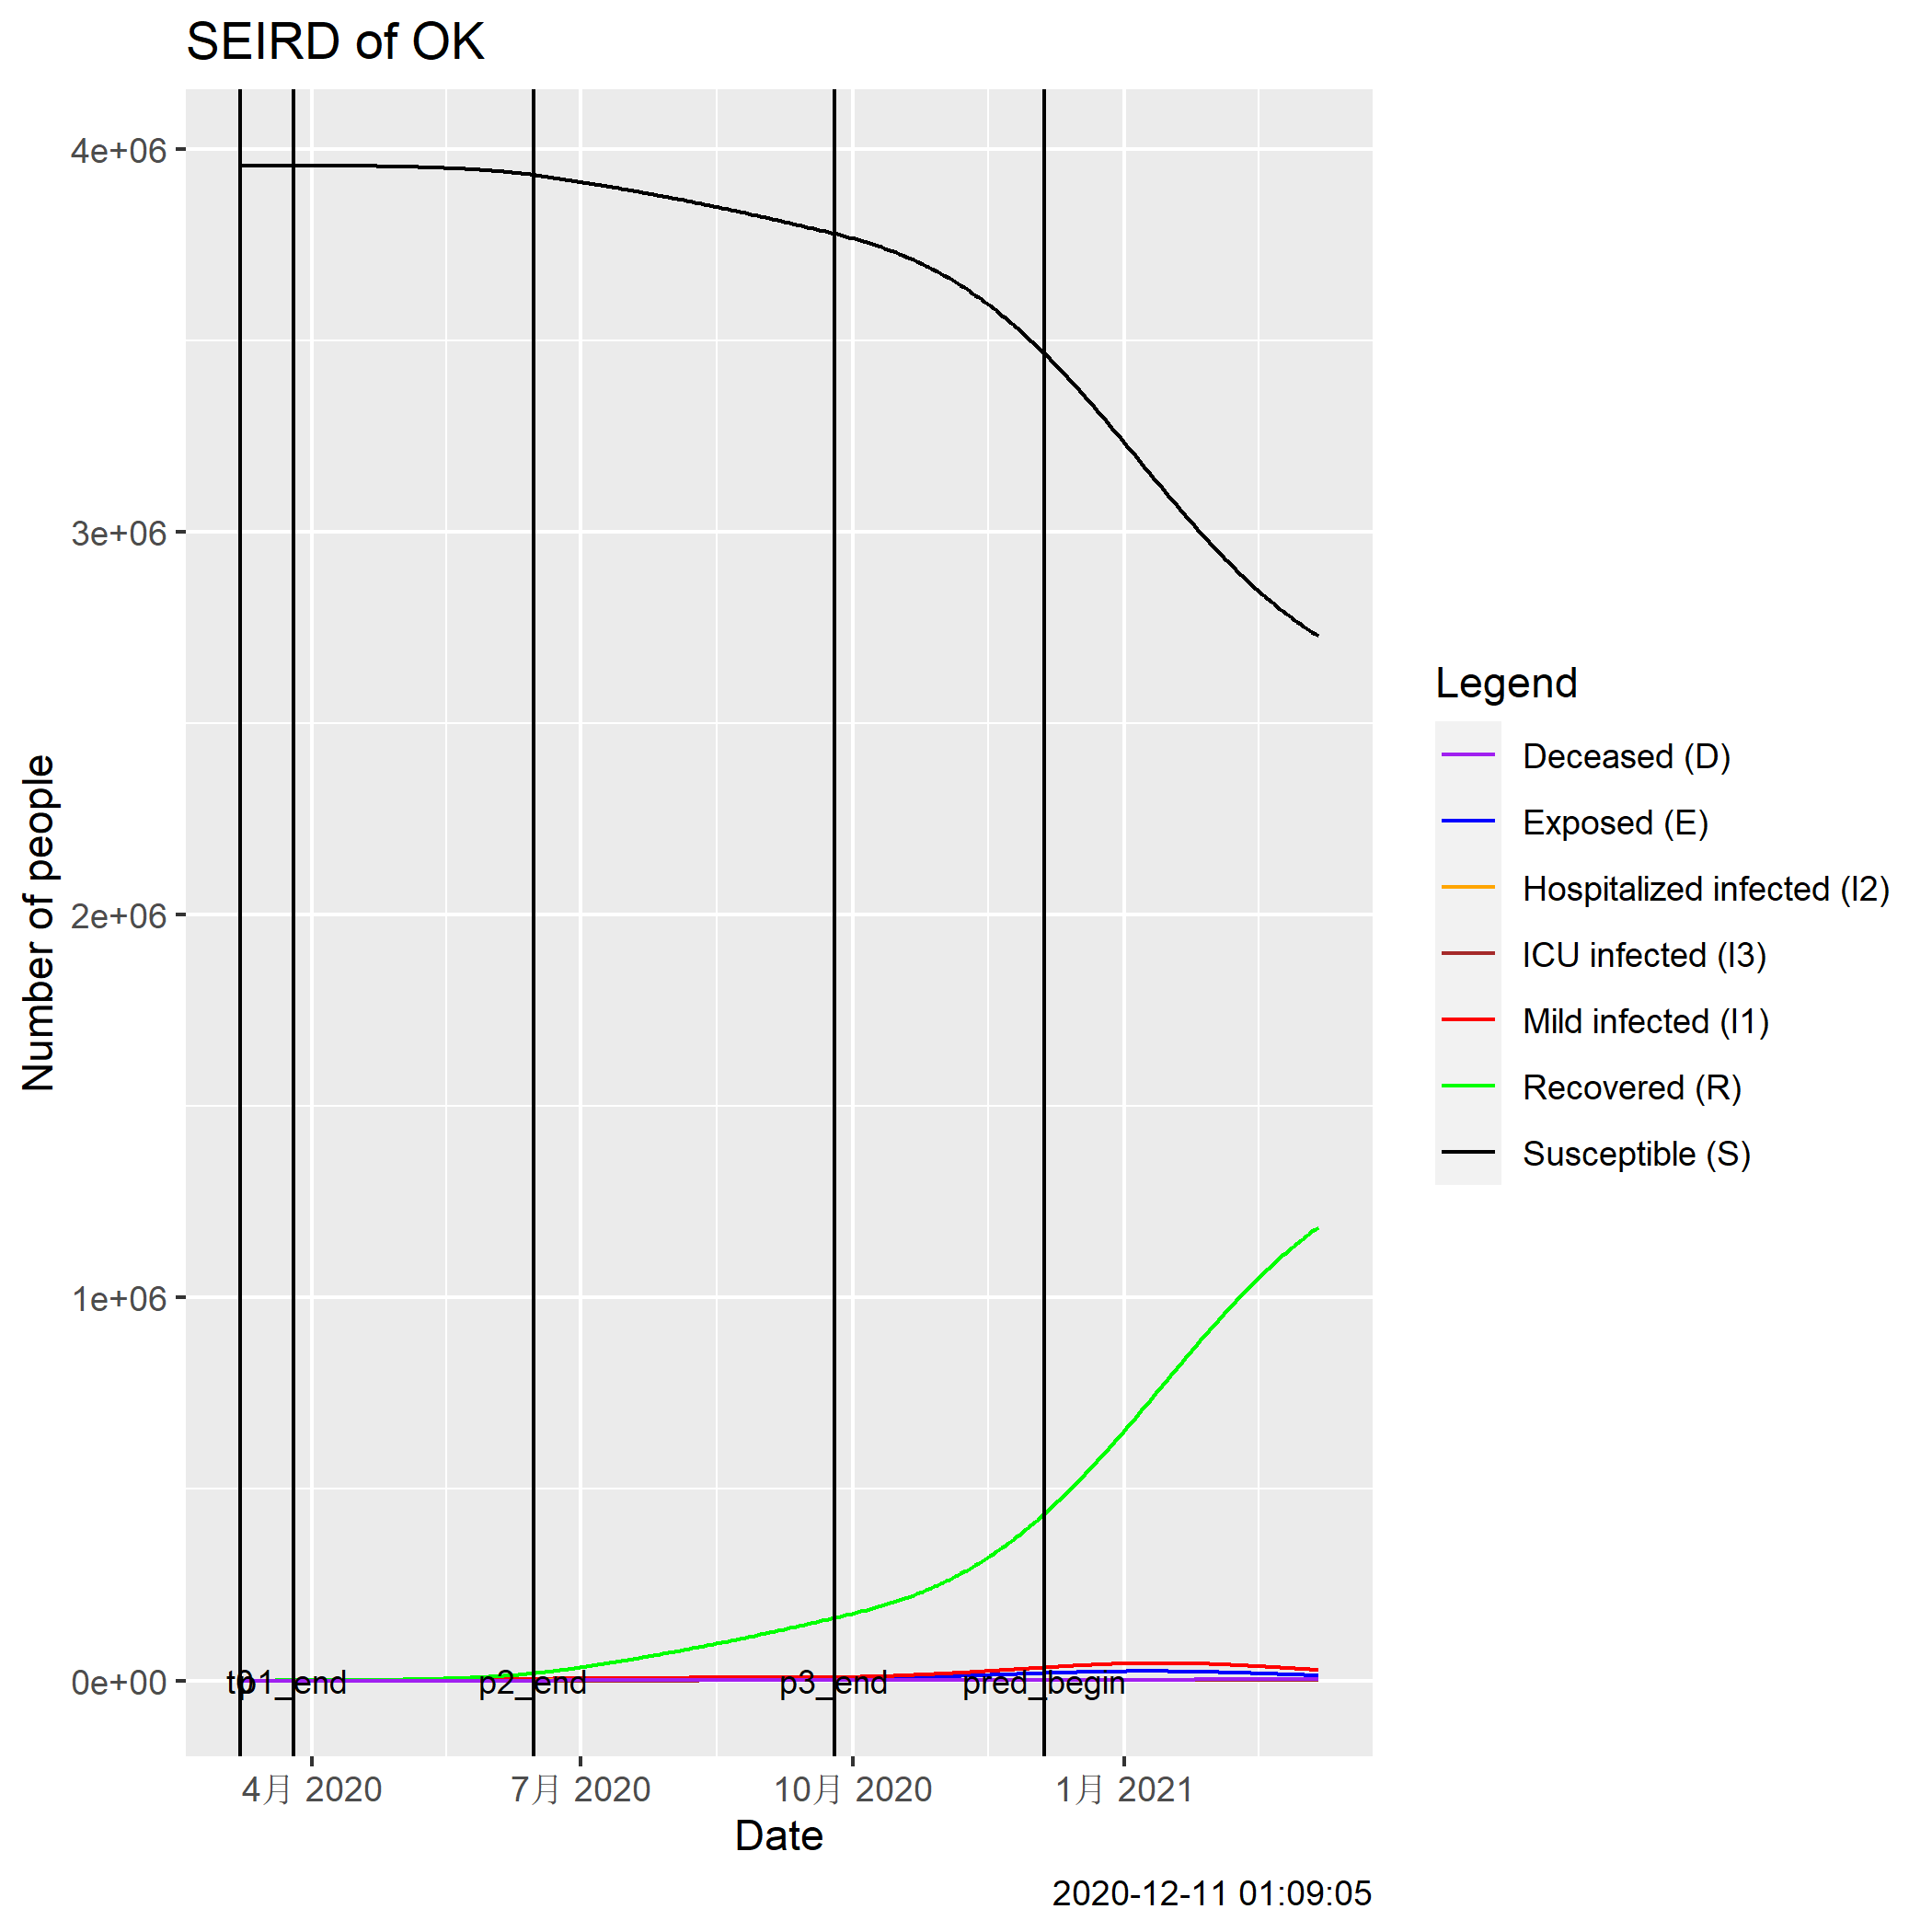 SEIRD of OK
4e+06
3e+06
2e+06
1e+06
0e+00
Number of people
p1_end
p2_end
p3_end
pred_begin
4月 2020
7月 2020
10月 2020
1月 2021
Date
2020-12-11 01:09:05
Legend
Deceased (D)
Exposed (E)
Hospitalized infected (I2)
ICU infected (I3)
Mild infected (I1)
Recovered (R)
Susceptible (S)